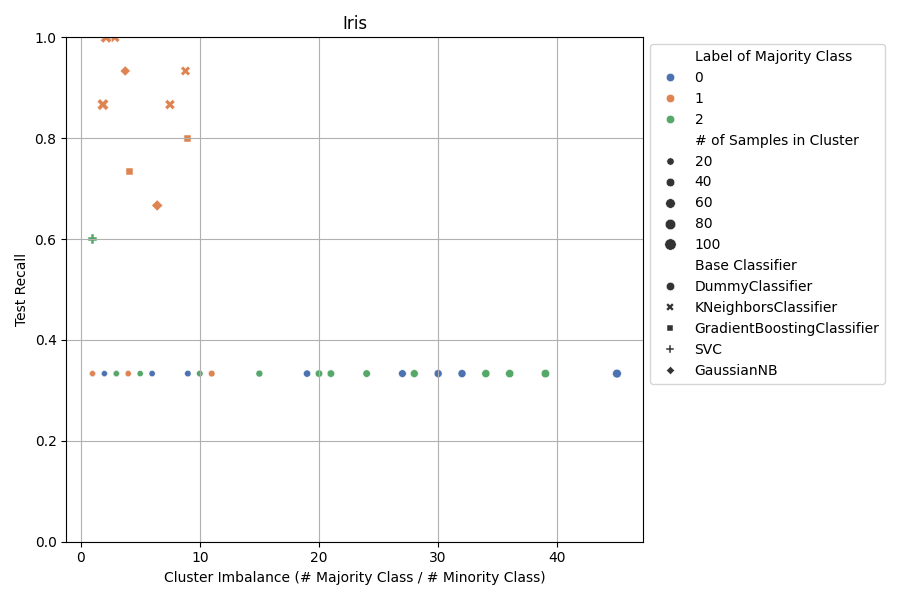 Iris
1.0
0.8
0.6
0.4
0.2
0.0
Test Recall
0
10
20
30
40
Cluster Imbalance (# Majority Class / # Minority Class)
Label of Majority Class
0
1
2
# of Samples in Cluster
20
40
60
80
100
Base Classifier
DummyClassifier
KNeighborsClassifier
GradientBoostingClassifier
SVC
GaussianNB